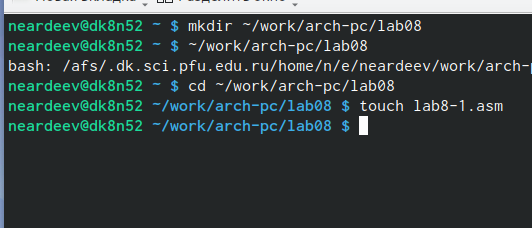 neardeev@dk8n52 ~ $ mkdir ~/work/arch-pc/lab08
neardeev@dk8n52 ~ $ ~/work/arch-pc/lab08
bash: /afs/.dk.sci.pfu.edu.ru/home/n/e/neardeev/work/arch-p
neardeev@dk8n52 ~ $ cd ~/work/arch-pc/lab08
neardeev@dk8n52 ~/work/arch-pc/lab08 $ touch lab8-1.asm
neardeev@dk8n52 ~/work/arch-pc/lab08 $